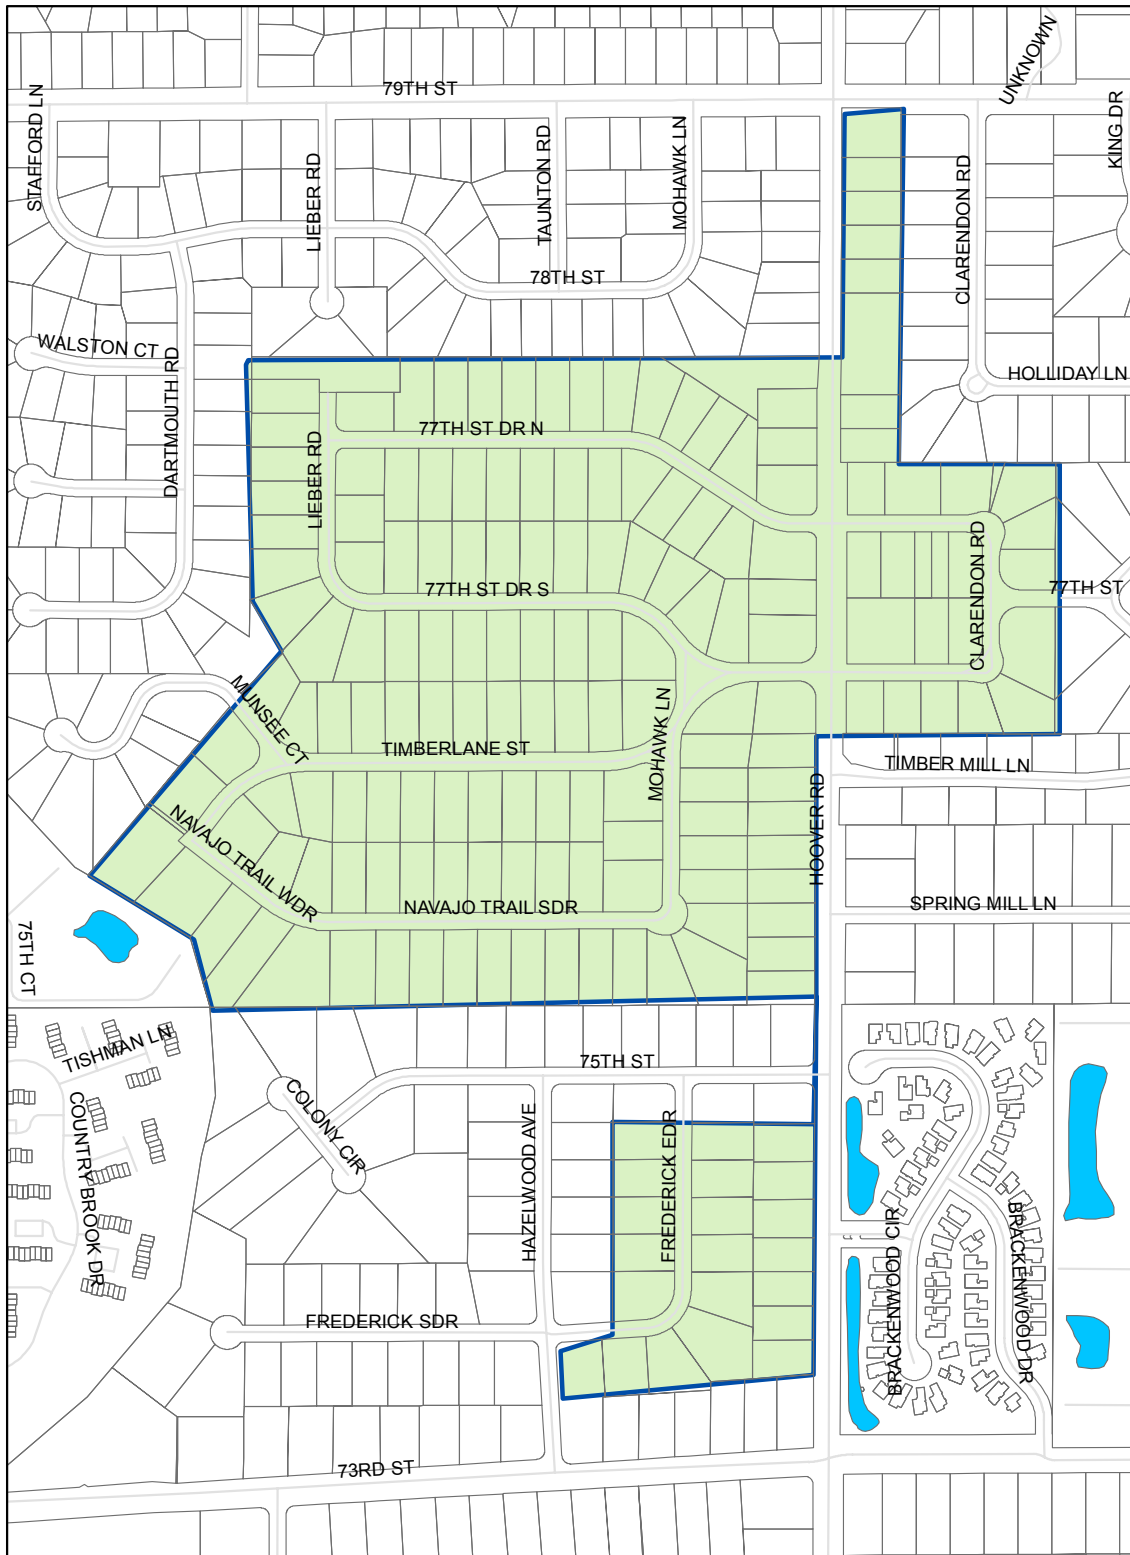 UNKNOWN
79TH ST
STAFFORD LN
LIEBER RD
TAUNTON RD
MOHAWK LN
CLARENDON RD
KING DR
78TH ST
WALSTON CT
DARTMOUTH RD
HOLLIDAY LN
77TH ST DR N
LIEBER RD
77TH ST DR S
CLARENDON RD
77TH ST
MUNSEE CT
TIMBERLANE ST
MOHAWK LN
TIMBER MILL LN
HOOVER RD
NAVAJO TRAIL WDR
NAVAJO TRAIL SDR
SPRING MILL LN
75TH CT
TISHMAN LN
75TH ST
COLONY CIR
COUNTRY BROOK DR
HAZELWOOD AVE
FREDERICK EDR
BRACKENWOOD CIR
BRACKENWOOD DR
FREDERICK SDR
73RD ST